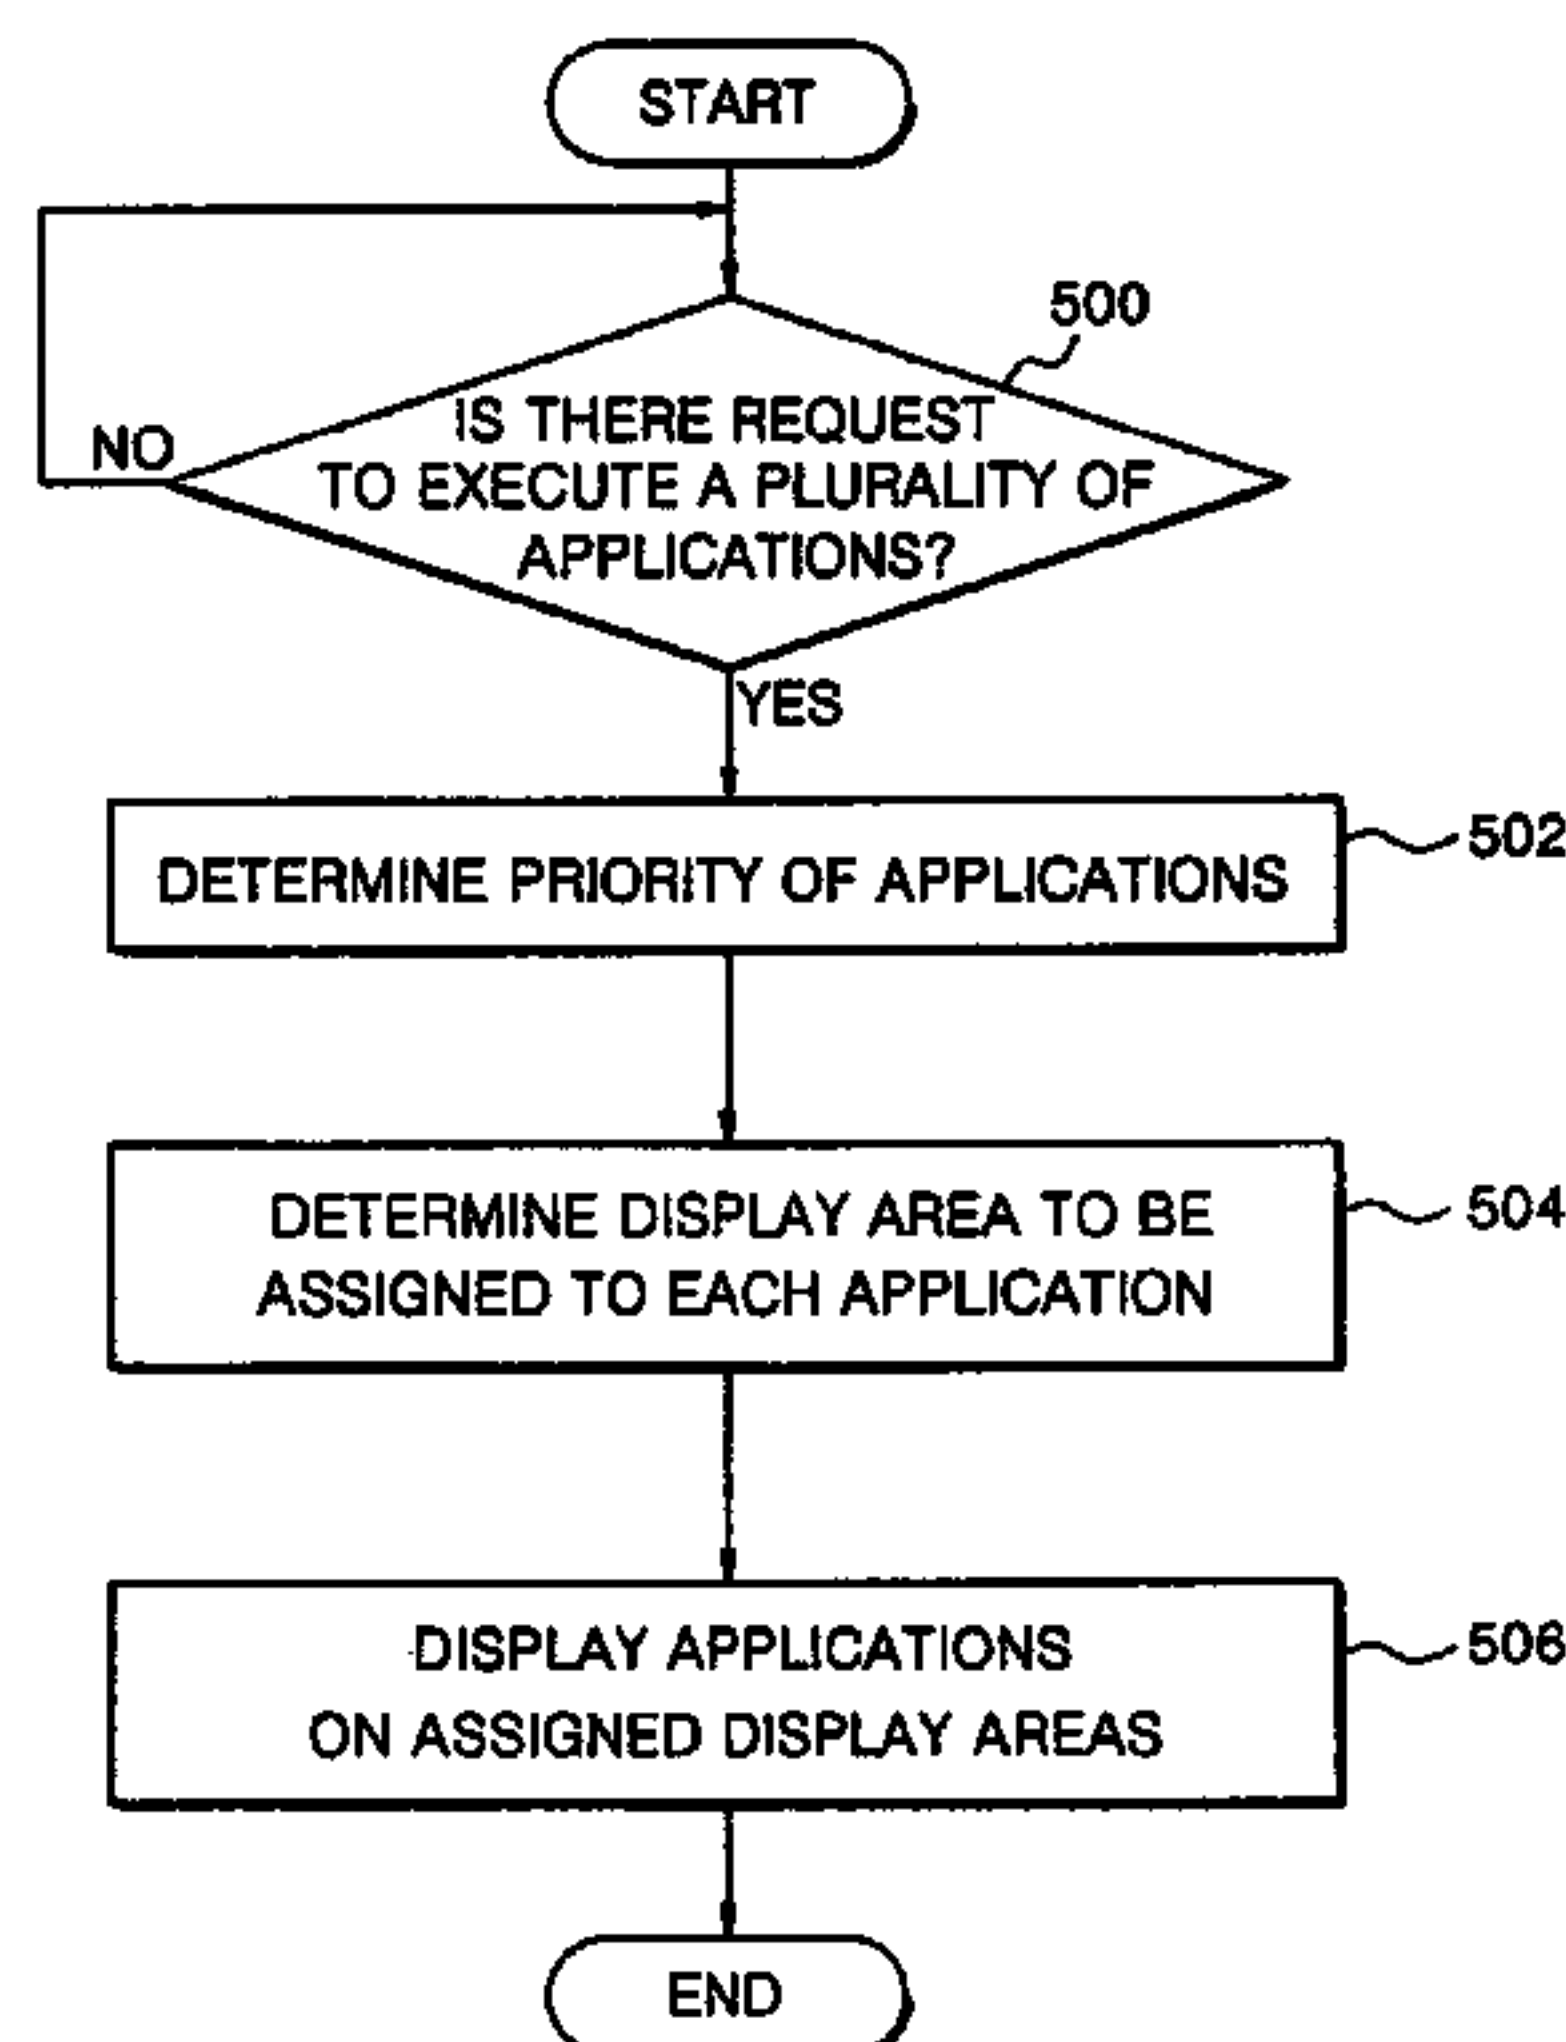 START
500
IS THERE REQUEST
TO EXECUTE A PLURALITY OF
APPLICATIONS?
NO
YES
502
DETERMINE PRIORITY OF APPLICATIONS
504
DETERMINE DISPLAY AREA TO BE
ASSIGNED TO EACH APPLICATION
506
DISPLAY APPLICATIONS
ON ASSIGNED DISPLAY AREAS
END